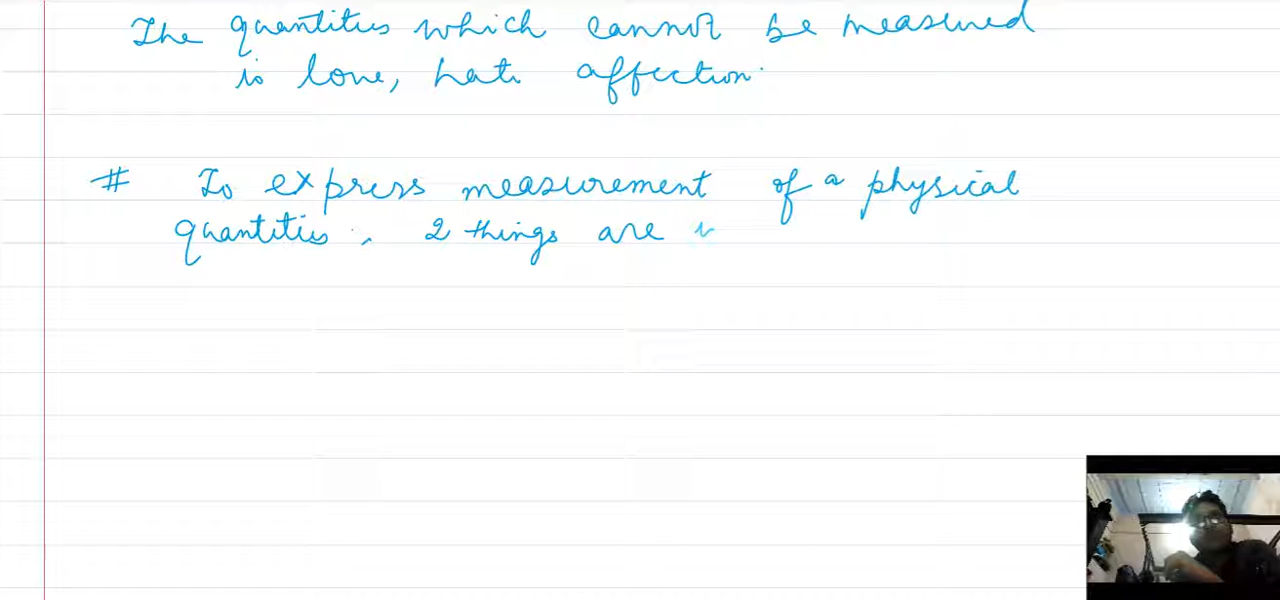 The quantities which cannot be measured
is love, hate affection.
# To express measurement of a physical
quantities, 2 things are